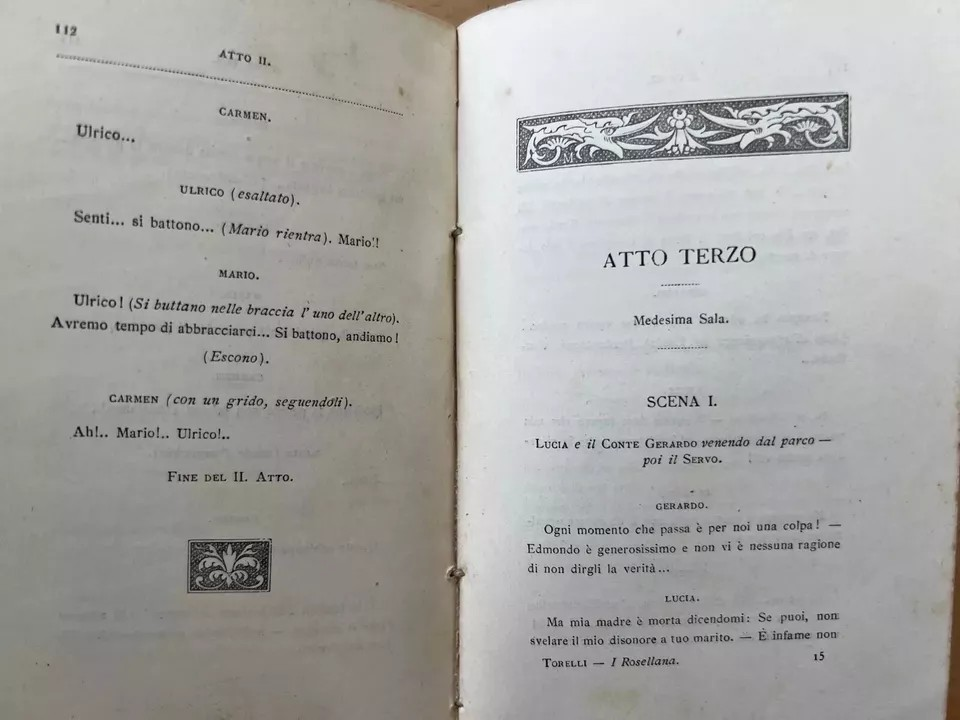 112
ATTO II.
CARMEN.
Ulrico...
ULRICO (esaltato).
Senti... si battono... (Mario rientra). Mario!!
MARIO.
Ulrico! (Si buttano nelle braccia l' uno dell'altro).
Avremo tempo di abbracciarci... Si battono, andiamo!
(Escono).
CARMEN (con un grido, seguendoli).
Ah!.. Mario!.. Ulrico!..
FINE DEL II. ATTO.
M
ATTO TERZO
Medesima Sala.
SCENA I.
LUCIA e il CONTE GERARDO venendo dal parco —
poi il SERVO.
GERARDO.
Ogni momento che passa è per noi una colpa! —
Edmondo è generosissimo e non vi è nessuna ragione
di non dirgli la verità...
LUCIA.
Ma mia madre è morta dicendomi: Se puoi, non
svelare il mio disonore a tuo marito. — È infame non
TORELLI — I Rosellana. 15